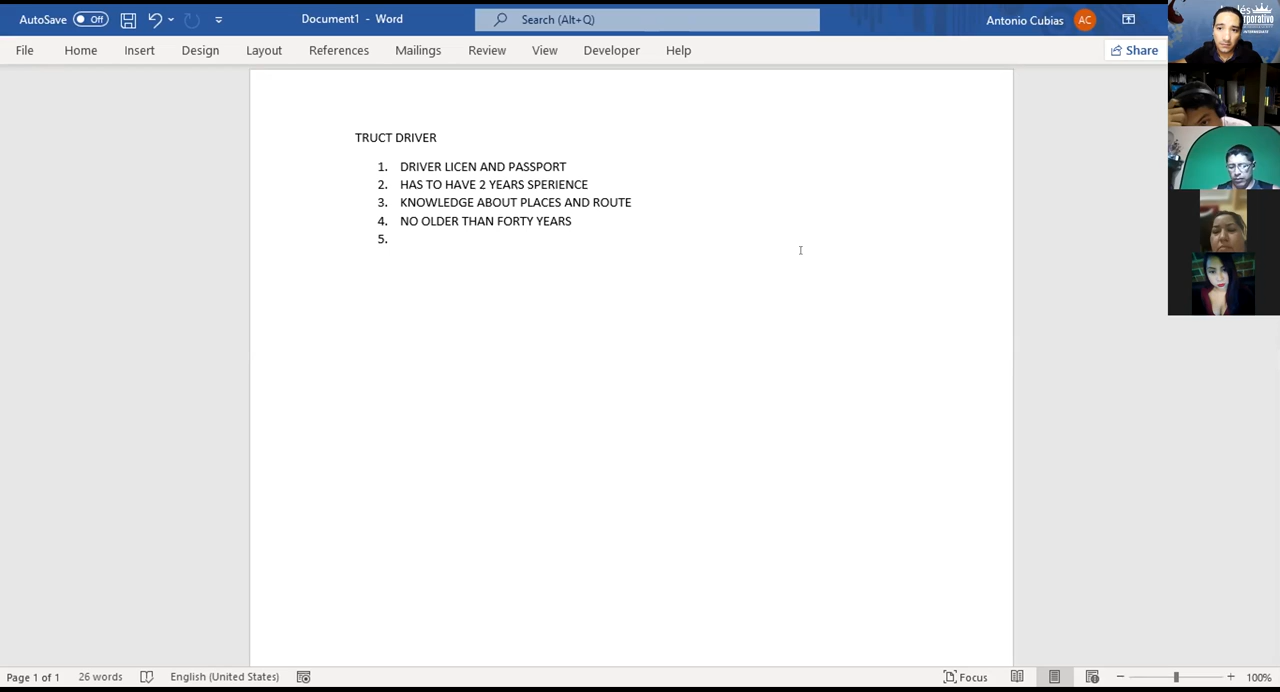 AutoSave Off Document1 - Word Search (Alt+Q) Antonio Cubias AC
File Home Insert Design Layout References Mailings Review View Developer Help Share
TRUCT DRIVER
1. DRIVER LICEN AND PASSPORT
2. HAS TO HAVE 2 YEARS SPERIENCE
3. KNOWLEDGE ABOUT PLACES AND ROUTE
4. NO OLDER THAN FORTY YEARS
5.
Page 1 of 1 26 words English (United States) Focus 100%